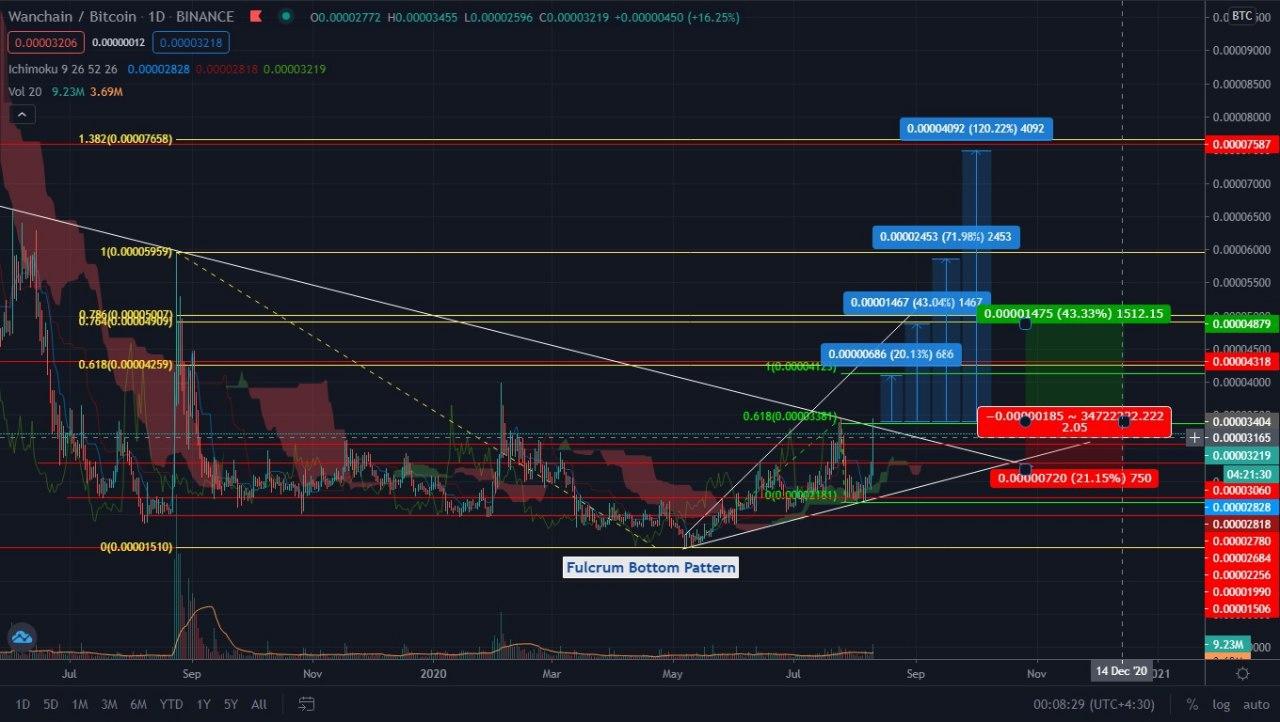 Wanchain / Bitcoin · 1D · BINANCE O0.00002772 H0.00003455 L0.00002596 C0.00003219 +0.00000450 (+16.25%)
0.00003206 0.00000012 0.00003218
Ichimoku 9 26 52 26 0.00002828 0.00002818 0.00003219
Vol 20 9.23M 3.69M
BTC
0.00009000
0.00008500
0.00008000
0.00007587
0.00007000
0.00006500
0.00006000
0.00005500
0.00004879
0.00004500
0.00004318
0.00004000
0.00003404
0.00003165
0.00003219
04:21:30
0.00003060
0.00002828
0.00002818
0.00002780
0.00002684
0.00002256
0.00001990
0.00001506
9.23M
1.382(0.00007658)
1(0.00005959)
0.786(0.00005007)
0.764(0.00004909)
0.618(0.00004259)
0(0.00001510)
1(0.00004123)
0.618(0.00003381)
0(0.00002181)
0.00004092 (120.22%) 4092
0.00002453 (71.98%) 2453
0.00001467 (43.04%) 1467
0.00000686 (20.13%) 686
0.00001475 (43.33%) 1512.15
2.05
0.00000720 (21.15%) 750
Fulcrum Bottom Pattern
Jul Sep Nov 2020 Mar May Jul Sep Nov 14 Dec '20
1D 5D 1M 3M 6M YTD 1Y 5Y All 00:08:29 (UTC+4:30) % log auto